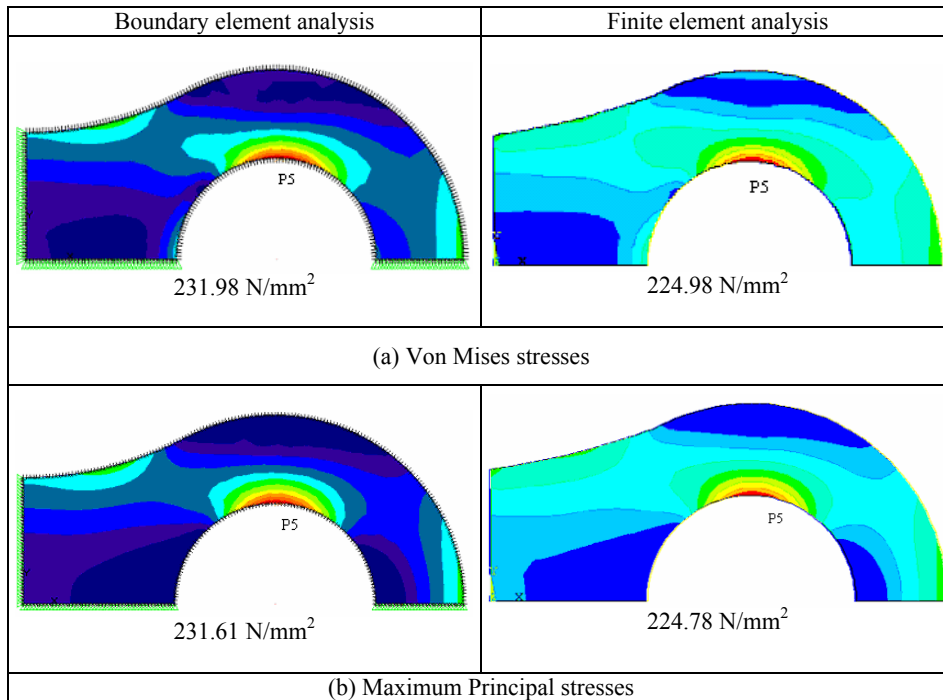 Boundary element analysis
Finite element analysis
P5
P5
Y
X
231.98 N/mm²
224.98 N/mm²
(a) Von Mises stresses
P5
P5
X
X
231.61 N/mm²
224.78 N/mm²
(b) Maximum Principal stresses